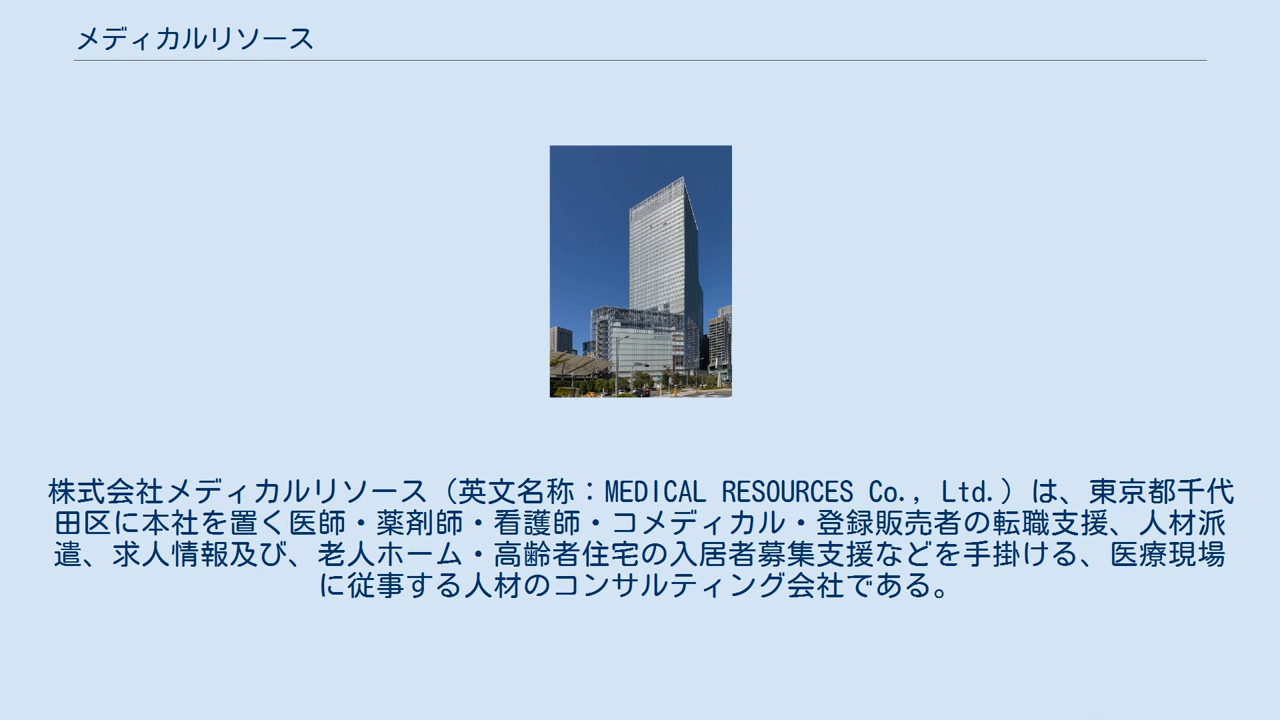 メディカルリソース
株式会社メディカルリソース（英文名称：MEDICAL RESOURCES Co., Ltd.）は、東京都千代
田区に本社を置く医師・薬剤師・看護師・コメディカル・登録販売者の転職支援、人材派
遣、求人情報及び、老人ホーム・高齢者住宅の入居者募集支援などを手掛ける、医療現場
に従事する人材のコンサルティング会社である。